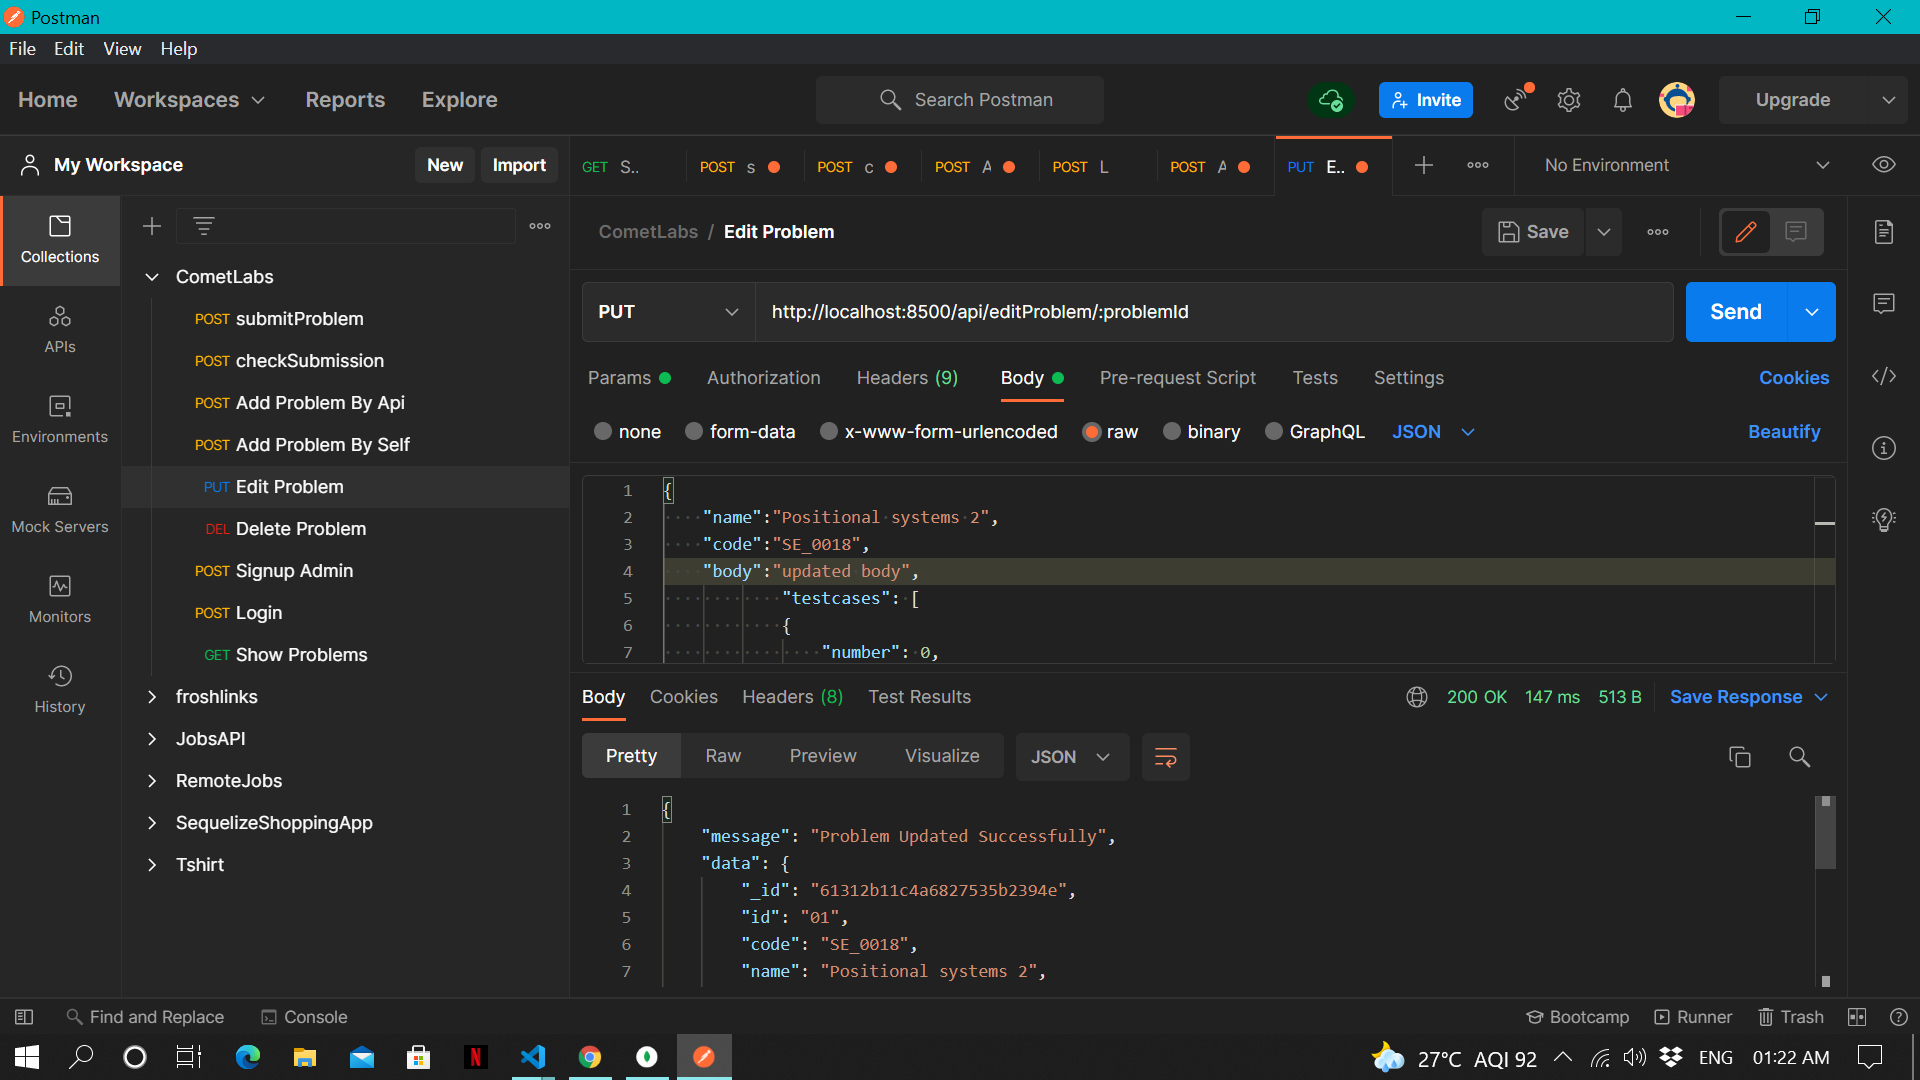 Postman
File Edit View Help
Home Workspaces Reports Explore Search Postman Invite Upgrade
My Workspace New Import
GET S.. POST s POST c POST A POST L POST A PUT E.. No Environment
Collections
APIs
Environments
Mock Servers
Monitors
History
CometLabs
POST submitProblem
POST checkSubmission
POST Add Problem By Api
POST Add Problem By Self
PUT Edit Problem
DEL Delete Problem
POST Signup Admin
POST Login
GET Show Problems
froshlinks
JobsAPI
RemoteJobs
SequelizeShoppingApp
Tshirt
CometLabs / Edit Problem Save
PUT http://localhost:8500/api/editProblem/:problemId Send
Params Authorization Headers (9) Body Pre-request Script Tests Settings Cookies
none form-data x-www-form-urlencoded raw binary GraphQL JSON Beautify
1 {
2 "name":"Positional systems 2",
3 "code":"SE_0018",
4 "body":"updated body",
5 "testcases": [
6 {
7 "number": 0,
Body Cookies Headers (8) Test Results 200 OK 147 ms 513 B Save Response
Pretty Raw Preview Visualize JSON
1 {
2 "message": "Problem Updated Successfully",
3 "data": {
4 "_id": "61312b11c4a6827535b2394e",
5 "id": "01",
6 "code": "SE_0018",
7 "name": "Positional systems 2",
Find and Replace Console Bootcamp Runner Trash
27°C AQI 92 ENG 01:22 AM